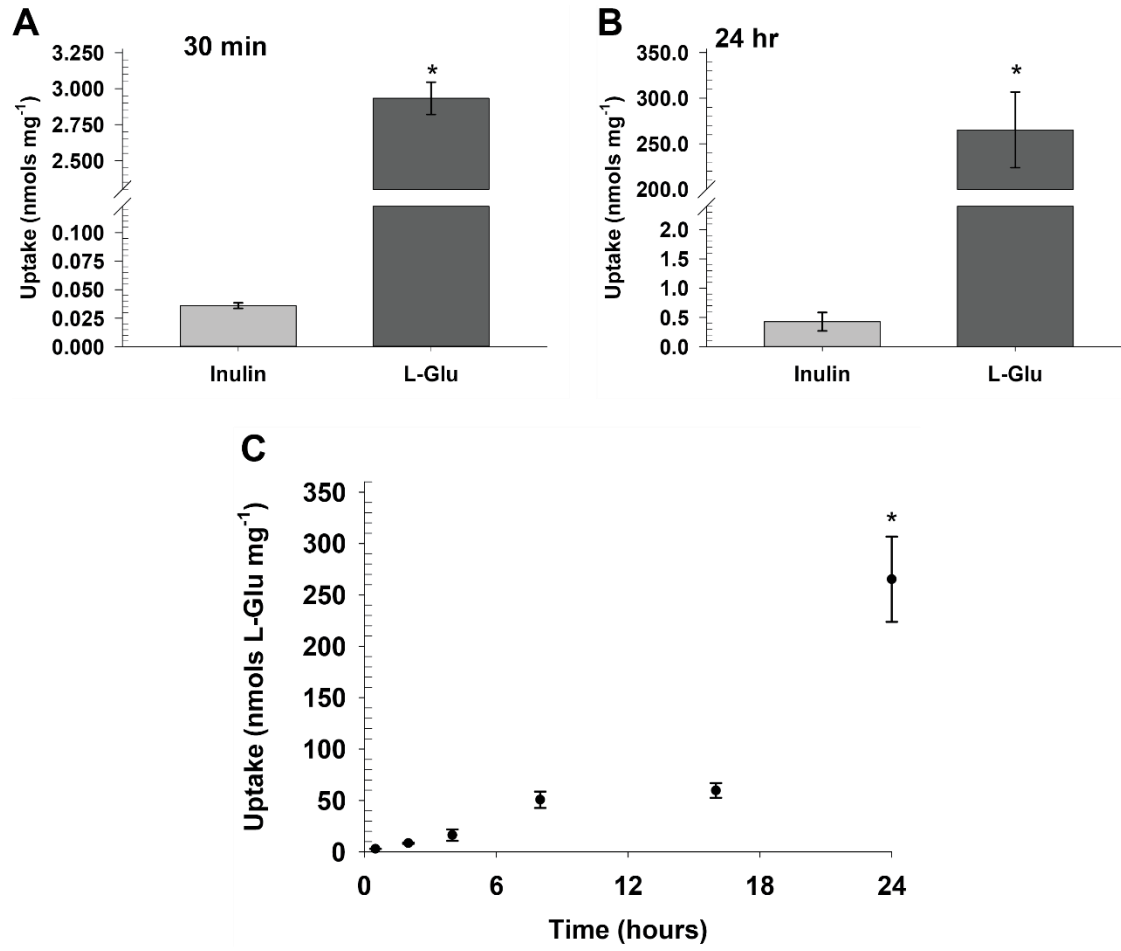 A
30 min
Uptake (nmols mg-1)
3.250
3.000
2.750
2.500
0.100
0.075
0.050
0.025
0.000
*
Inulin
L-Glu
B
24 hr
Uptake (nmols mg-1)
350.0
300.0
250.0
200.0
2.0
1.5
1.0
0.5
0.0
*
Inulin
L-Glu
C
Uptake (nmols L-Glu mg-1)
350
300
250
200
150
100
50
0
*
0
6
12
18
24
Time (hours)